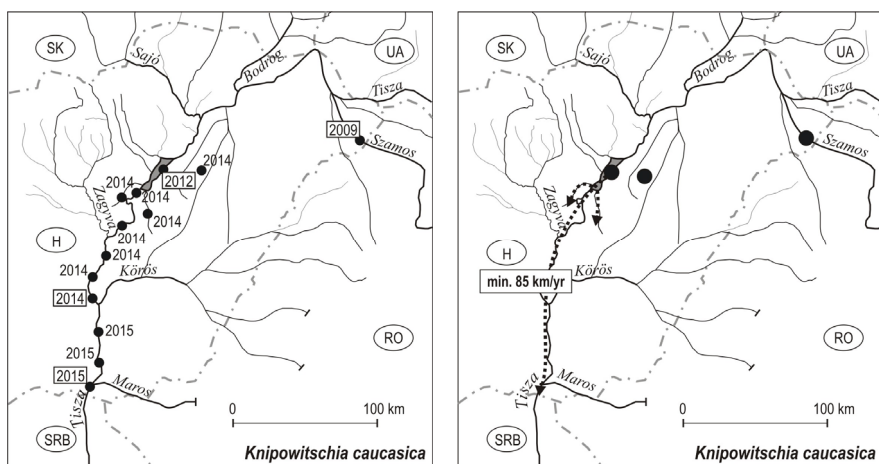 SK
UA
Sajó
Bodrog
Tisza
2009
Szamos
2014
2012
2014
2014
Zagyva
2014
2014
H
2014
Körös
2014
2014
2015
RO
2015
2015
Maros
Tisza
0 100 km
SRB
Knipowitschia caucasica
SK
UA
Sajó
Bodrog
Tisza
Szamos
Zagyva
H
Körös
min. 85 km/yr
RO
Maros
Tisza
0 100 km
SRB
Knipowitschia caucasica